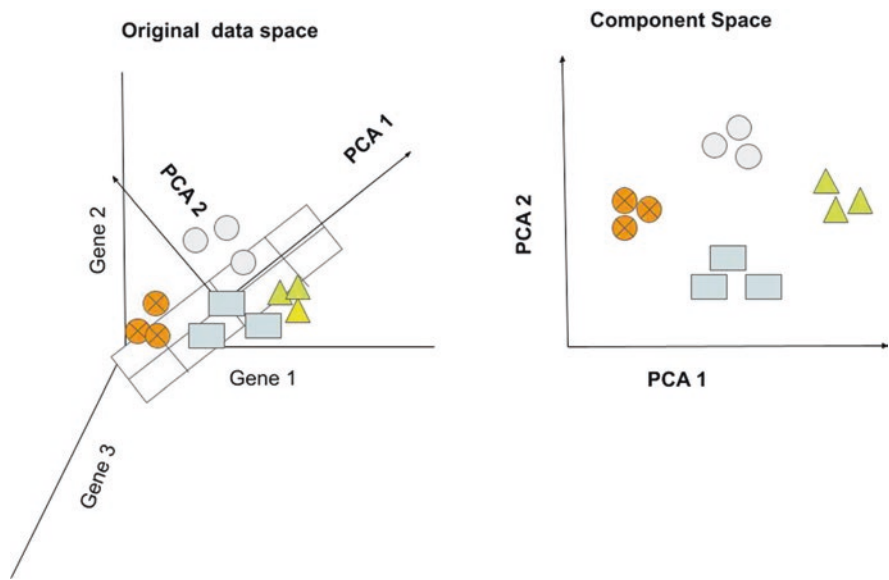 Original data space
PCA 1
PCA 2
Gene 2
Gene 1
Gene 3
Component Space
PCA 2
PCA 1